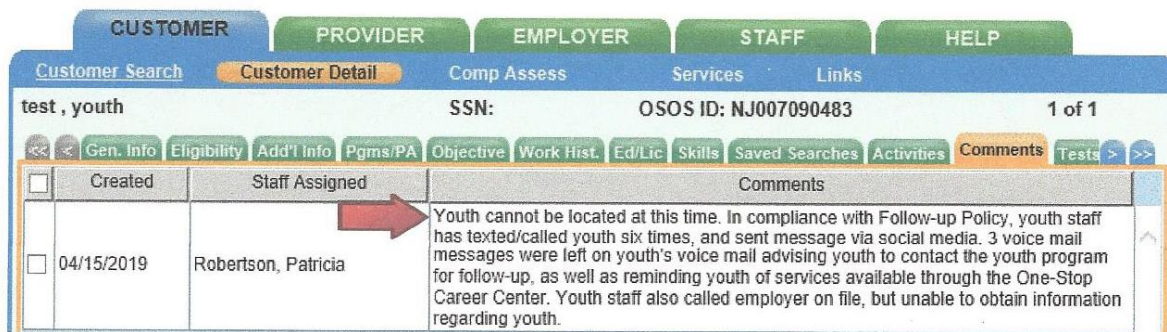 CUSTOMER PROVIDER EMPLOYER STAFF HELP
Customer Search Customer Detail Comp Assess Services Links
test , youth SSN: OSOS ID: NJ007090483 1 of 1
<< < Gen. Info Eligibility Add'l Info Pgms/PA Objective Work Hist. Ed/Lic Skills Saved Searches Activities Comments Tests > >>
Created Staff Assigned Comments
04/15/2019 Robertson, Patricia
Youth cannot be located at this time. In compliance with Follow-up Policy, youth staff
has texted/called youth six times, and sent message via social media. 3 voice mail
messages were left on youth's voice mail advising youth to contact the youth program
for follow-up, as well as reminding youth of services available through the One-Stop
Career Center. Youth staff also called employer on file, but unable to obtain information
regarding youth.